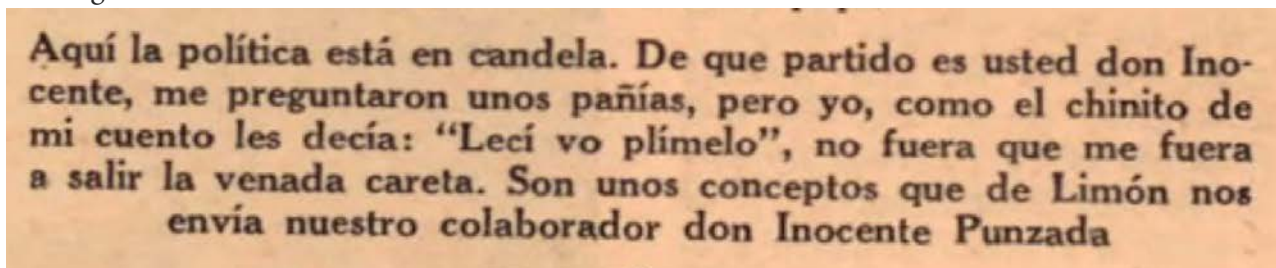 Aquí la política está en candela. De que partido es usted don Ino-
cente, me preguntaron unos pañías, pero yo, como el chinito de
mi cuento les decía: “Lecí vo plímelo”, no fuera que me fuera
a salir la venada careta. Son unos conceptos que de Limón nos
envía nuestro colaborador don Inocente Punzada